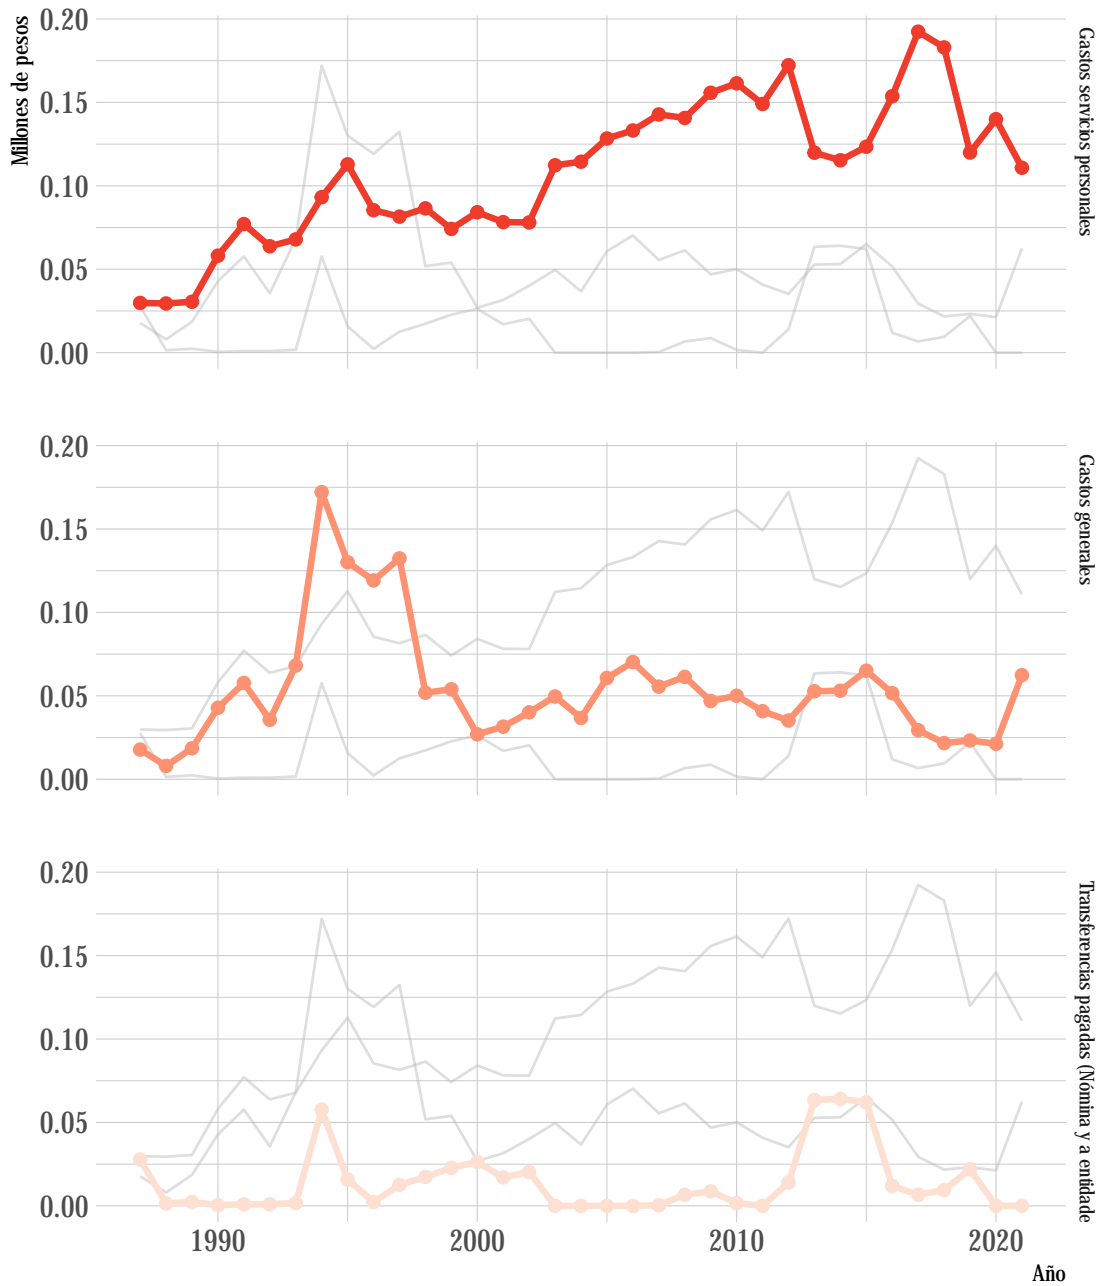 Millones de pesos
0.20
0.15
0.10
0.05
0.00
Gastos servicios personales
0.20
0.15
0.10
0.05
0.00
Gastos generales
0.20
0.15
0.10
0.05
0.00
Transferencias pagadas (Nómina y a entidade
1990 2000 2010 2020
Año